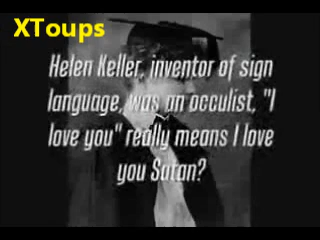 XToups
Helen Keller, inventor of sign
language, was an occulist, "I
love you" really means I love
you Satan?